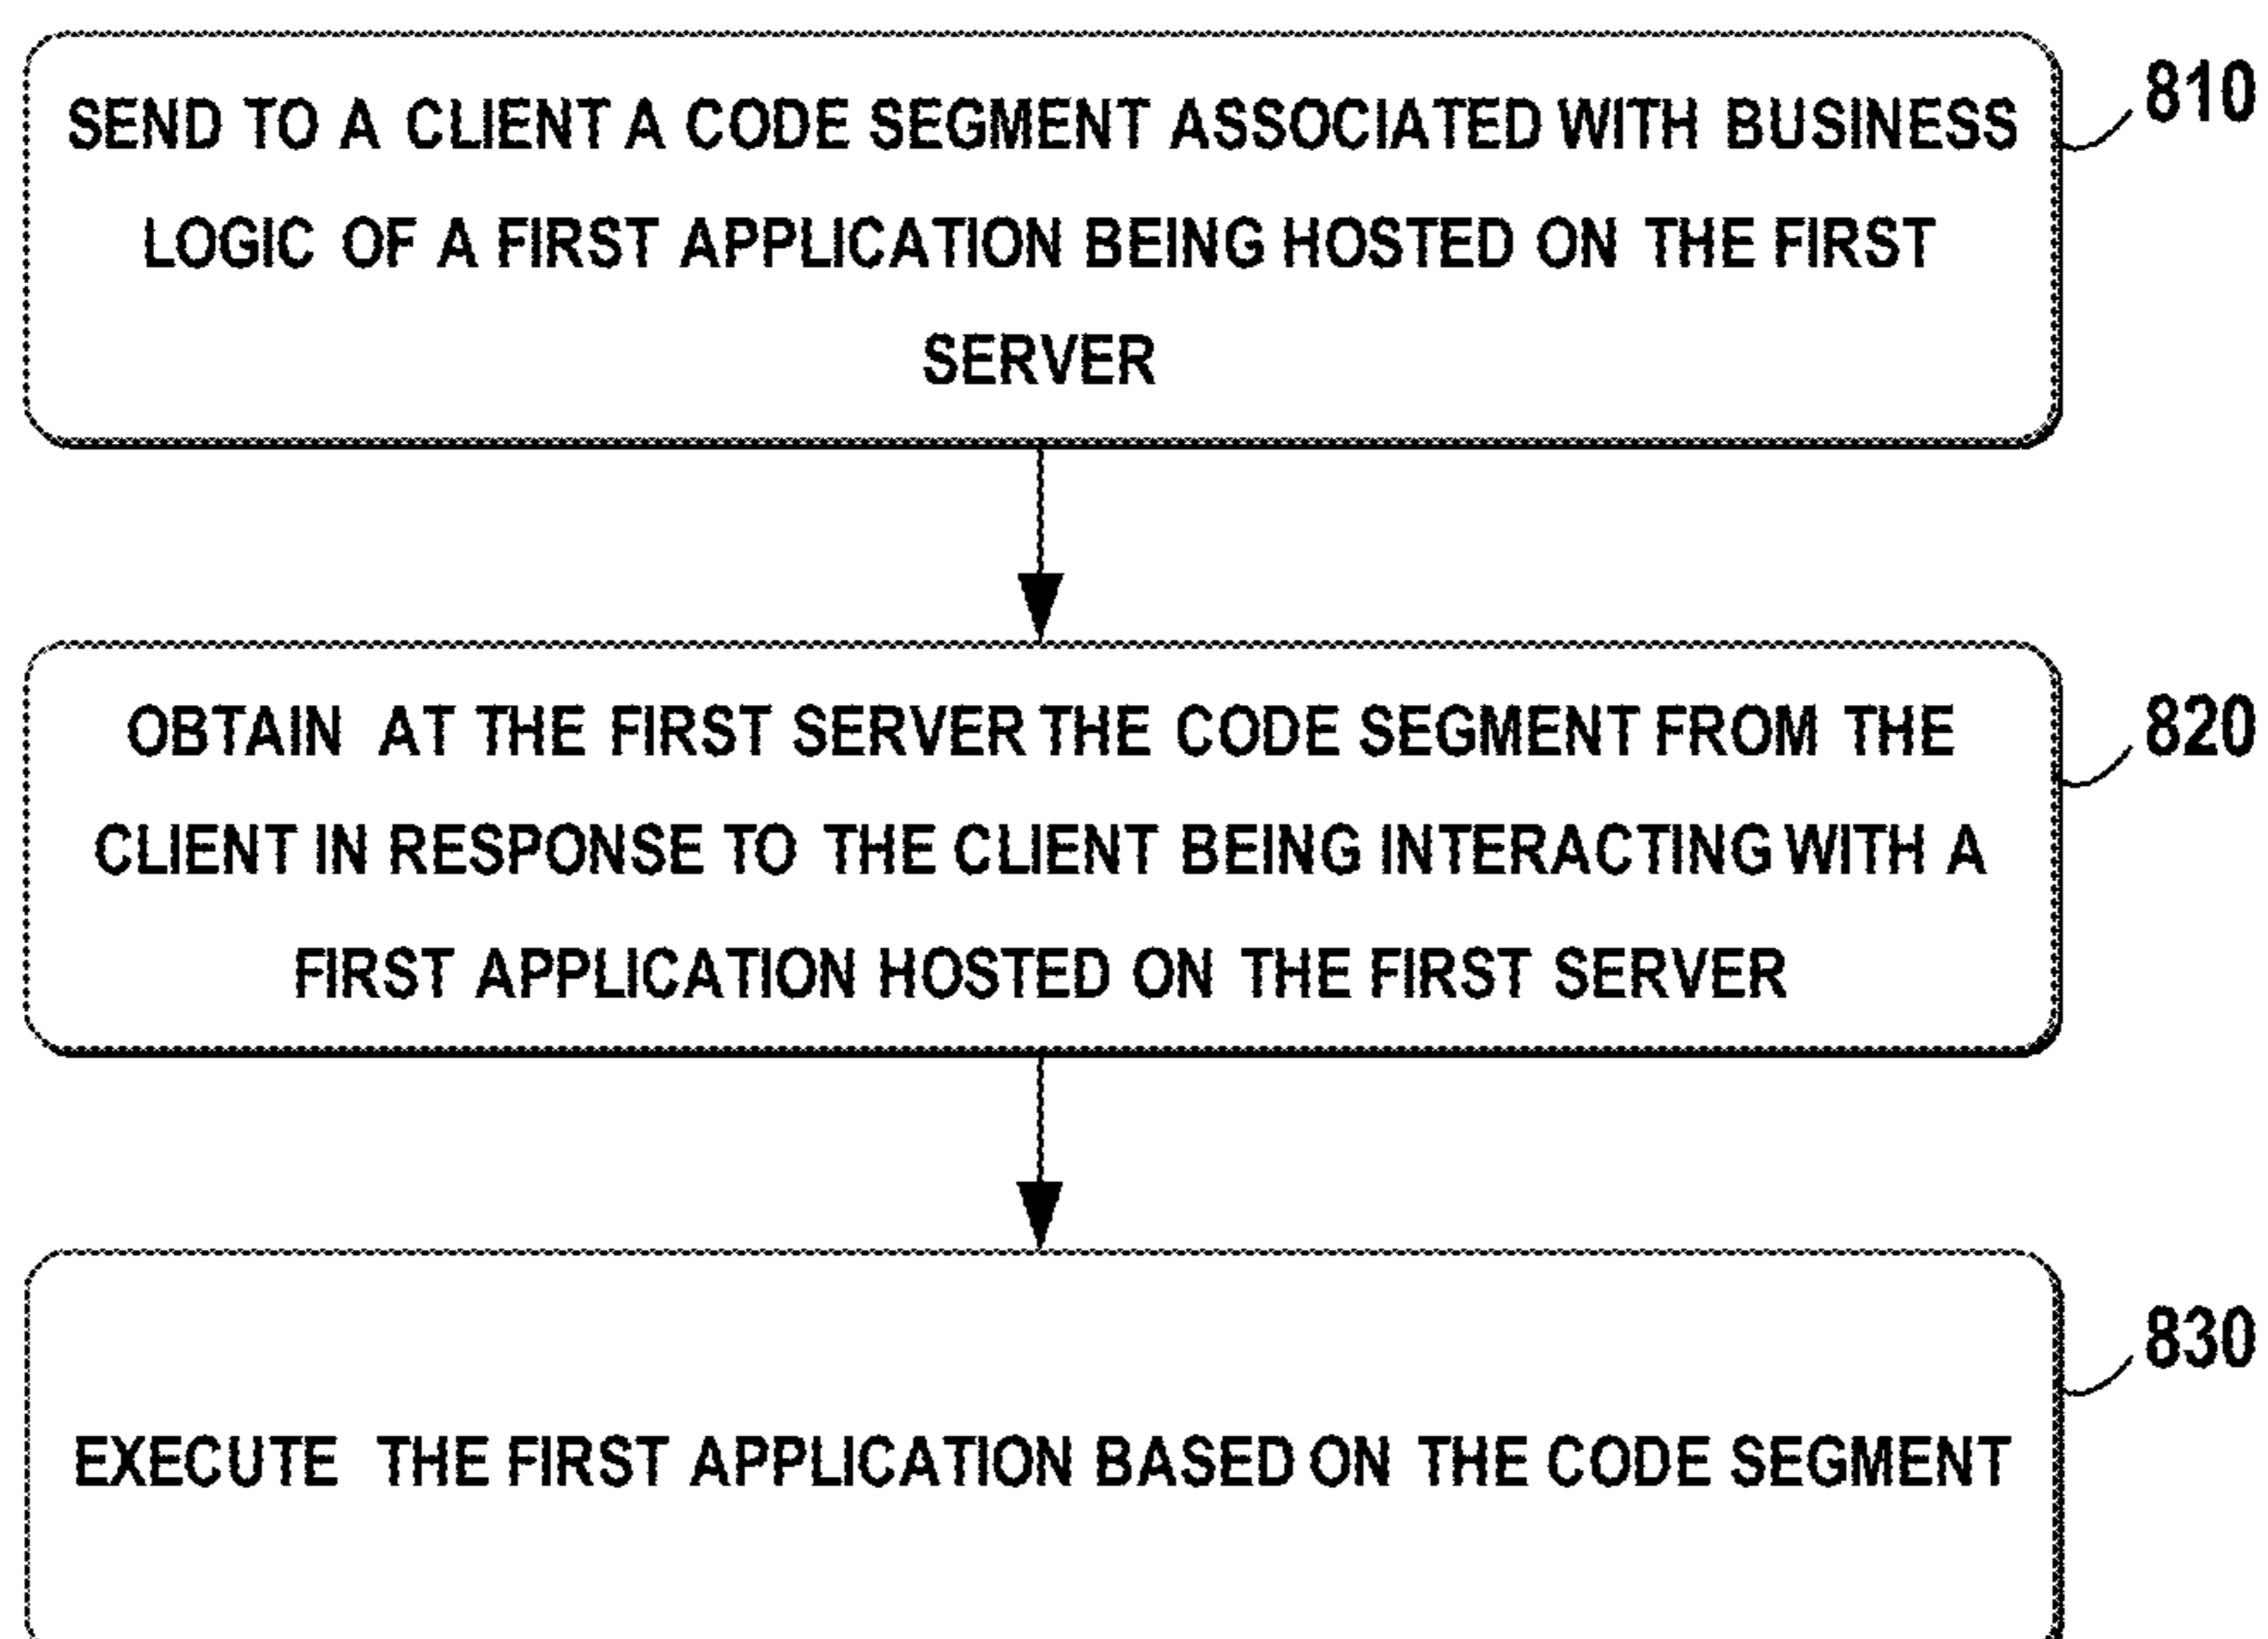 SEND TO A CLIENT A CODE SEGMENT ASSOCIATED WITH BUSINESS
LOGIC OF A FIRST APPLICATION BEING HOSTED ON THE FIRST
SERVER
810
OBTAIN AT THE FIRST SERVER THE CODE SEGMENT FROM THE
CLIENT IN RESPONSE TO THE CLIENT BEING INTERACTING WITH A
FIRST APPLICATION HOSTED ON THE FIRST SERVER
820
EXECUTE THE FIRST APPLICATION BASED ON THE CODE SEGMENT
830